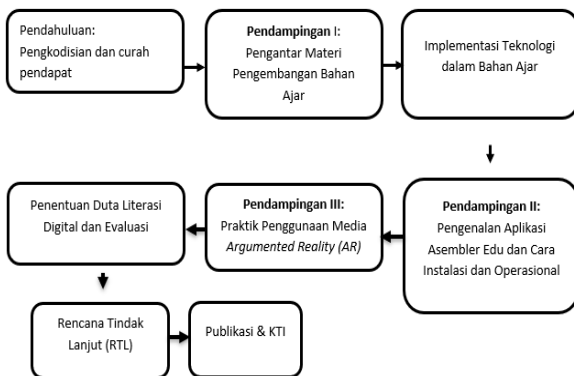 Pendahuluan:
Pengkodisian dan curah
pendapat
Pendampingan I:
Pengantar Materi
Pengembangan Bahan
Ajar
Implementasi Teknologi
dalam Bahan Ajar
Pendampingan II:
Pengenalan Aplikasi
Asembler Edu dan Cara
Instalasi dan Operasional
Pendampingan III:
Praktik Penggunaan Media
Argumented Reality (AR)
Penentuan Duta Literasi
Digital dan Evaluasi
Rencana Tindak
Lanjut (RTL)
Publikasi & KTI